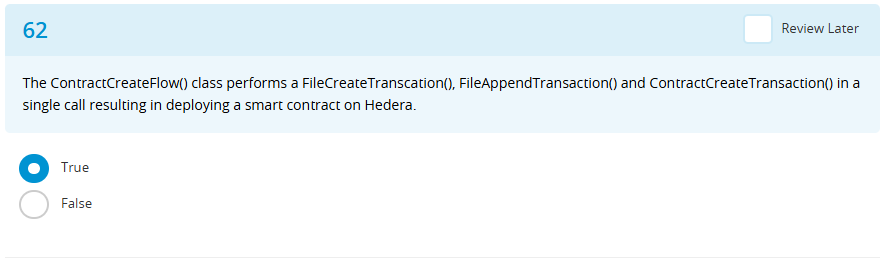 62
Review Later
The ContractCreateFlow() class performs a FileCreateTranscation(), FileAppendTransaction() and ContractCreateTransaction() in a
single call resulting in deploying a smart contract on Hedera.
True
False